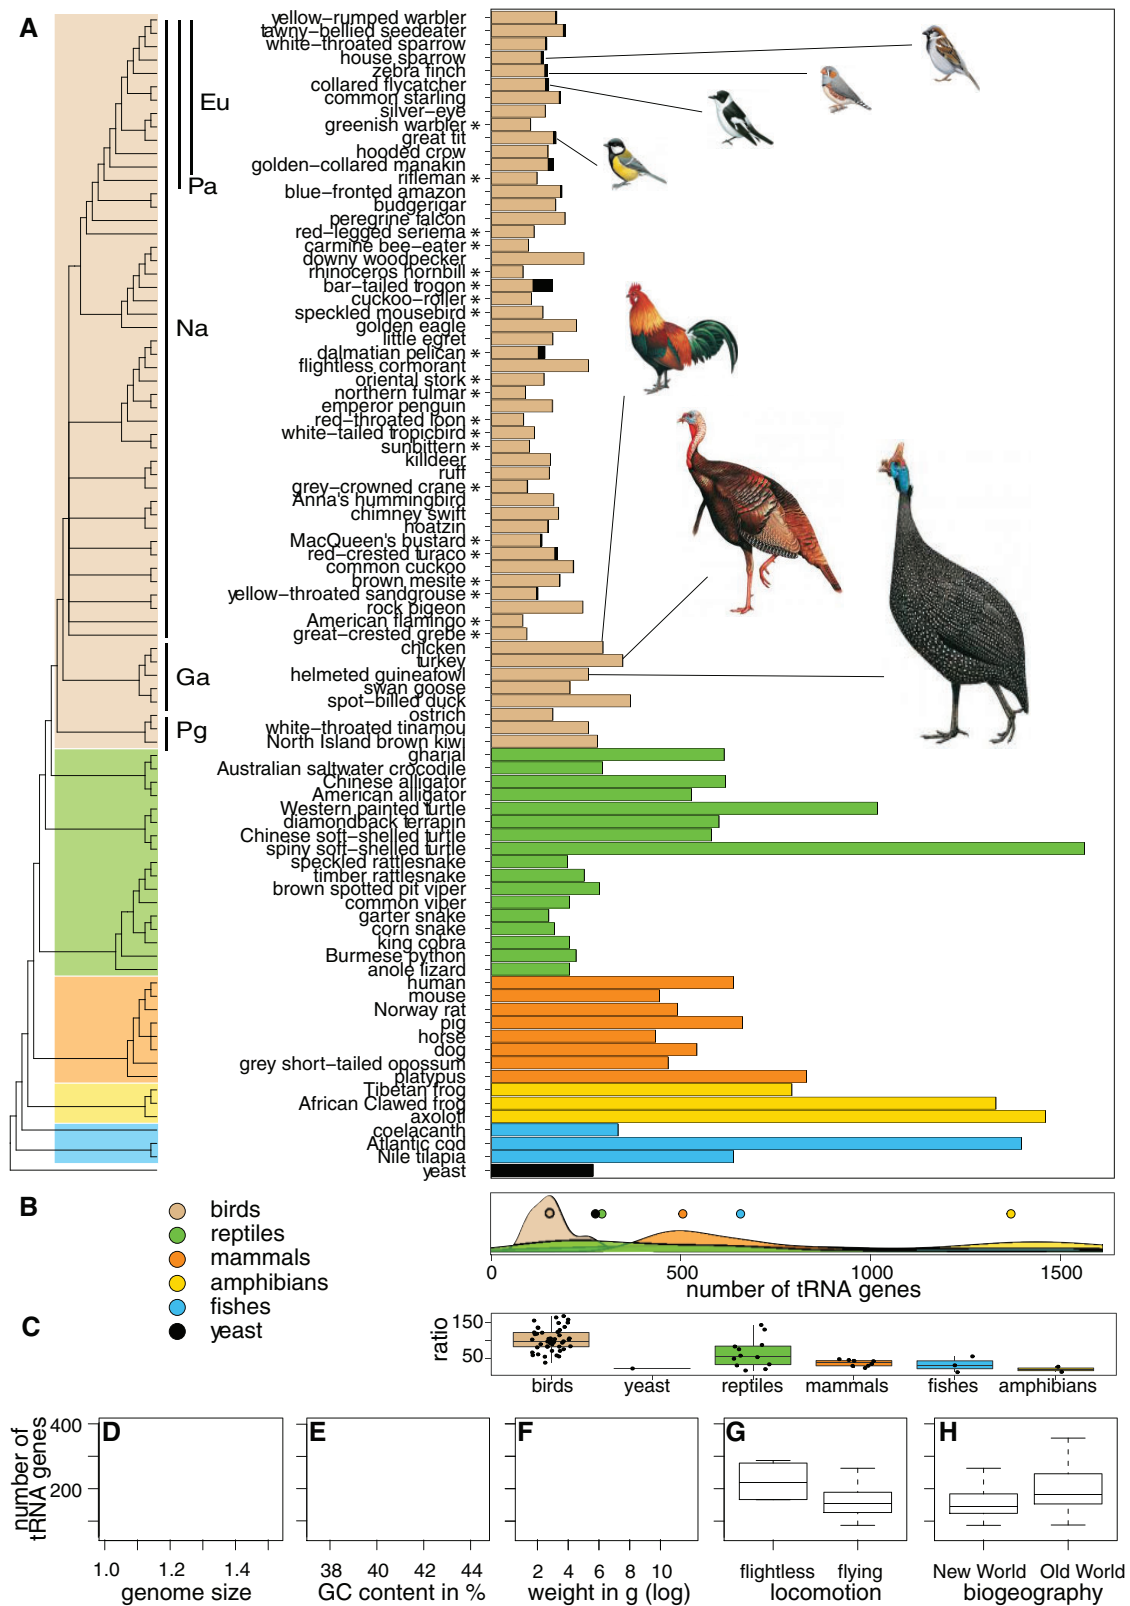 A
yellow-rumped warbler
tawny-bellied seedeater
white-throated sparrow
house sparrow
zebra finch
collared flycatcher
common starling
silver-eye
greenish warbler *
great tit
hooded crow
golden-collared manakin
rifleman *
blue-fronted amazon
budgerigar
peregrine falcon
red-legged seriema *
carmine bee-eater *
downy woodpecker
rhinoceros hornbill *
bar-tailed trogon *
cuckoo-roller *
speckled mousebird *
golden eagle
little egret
dalmatian pelican *
flightless cormorant
oriental stork *
northern fulmar *
emperor penguin
red-throated loon *
white-tailed tropicbird *
sunbittern *
killdeer
ruff
grey-crowned crane *
Anna's hummingbird
chimney swift
hoatzin
MacQueen's bustard *
red-crested turaco *
common cuckoo
brown mesite *
yellow-throated sandgrouse *
rock pigeon
American flamingo *
great-crested grebe *
chicken
turkey
helmeted guineafowl
swan goose
spot-billed duck
ostrich
white-throated tinamou
North Island brown kiwi
gharial
Australian saltwater crocodile
Chinese alligator
American alligator
Western painted turtle
diamondback terrapin
Chinese soft-shelled turtle
spiny soft-shelled turtle
speckled rattlesnake
timber rattlesnake
brown spotted pit viper
common viper
garter snake
corn snake
king cobra
Burmese python
anole lizard
human
mouse
Norway rat
pig
horse
dog
grey short-tailed opossum
platypus
Tibetan frog
African Clawed frog
axolotl
coelacanth
Atlantic cod
Nile tilapia
yeast
Eu
Pa
Na
Ga
Pg
B
birds
reptiles
mammals
amphibians
fishes
yeast
0 500 1000 1500
number of tRNA genes
C
ratio
150
50
birds yeast reptiles mammals fishes amphibians
number of
tRNA genes
400
200
D
1.0 1.2 1.4
genome size
E
38 40 42 44
GC content in %
F
2 4 6 8 10
weight in g (log)
G
flightless flying
locomotion
H
New World Old World
biogeography